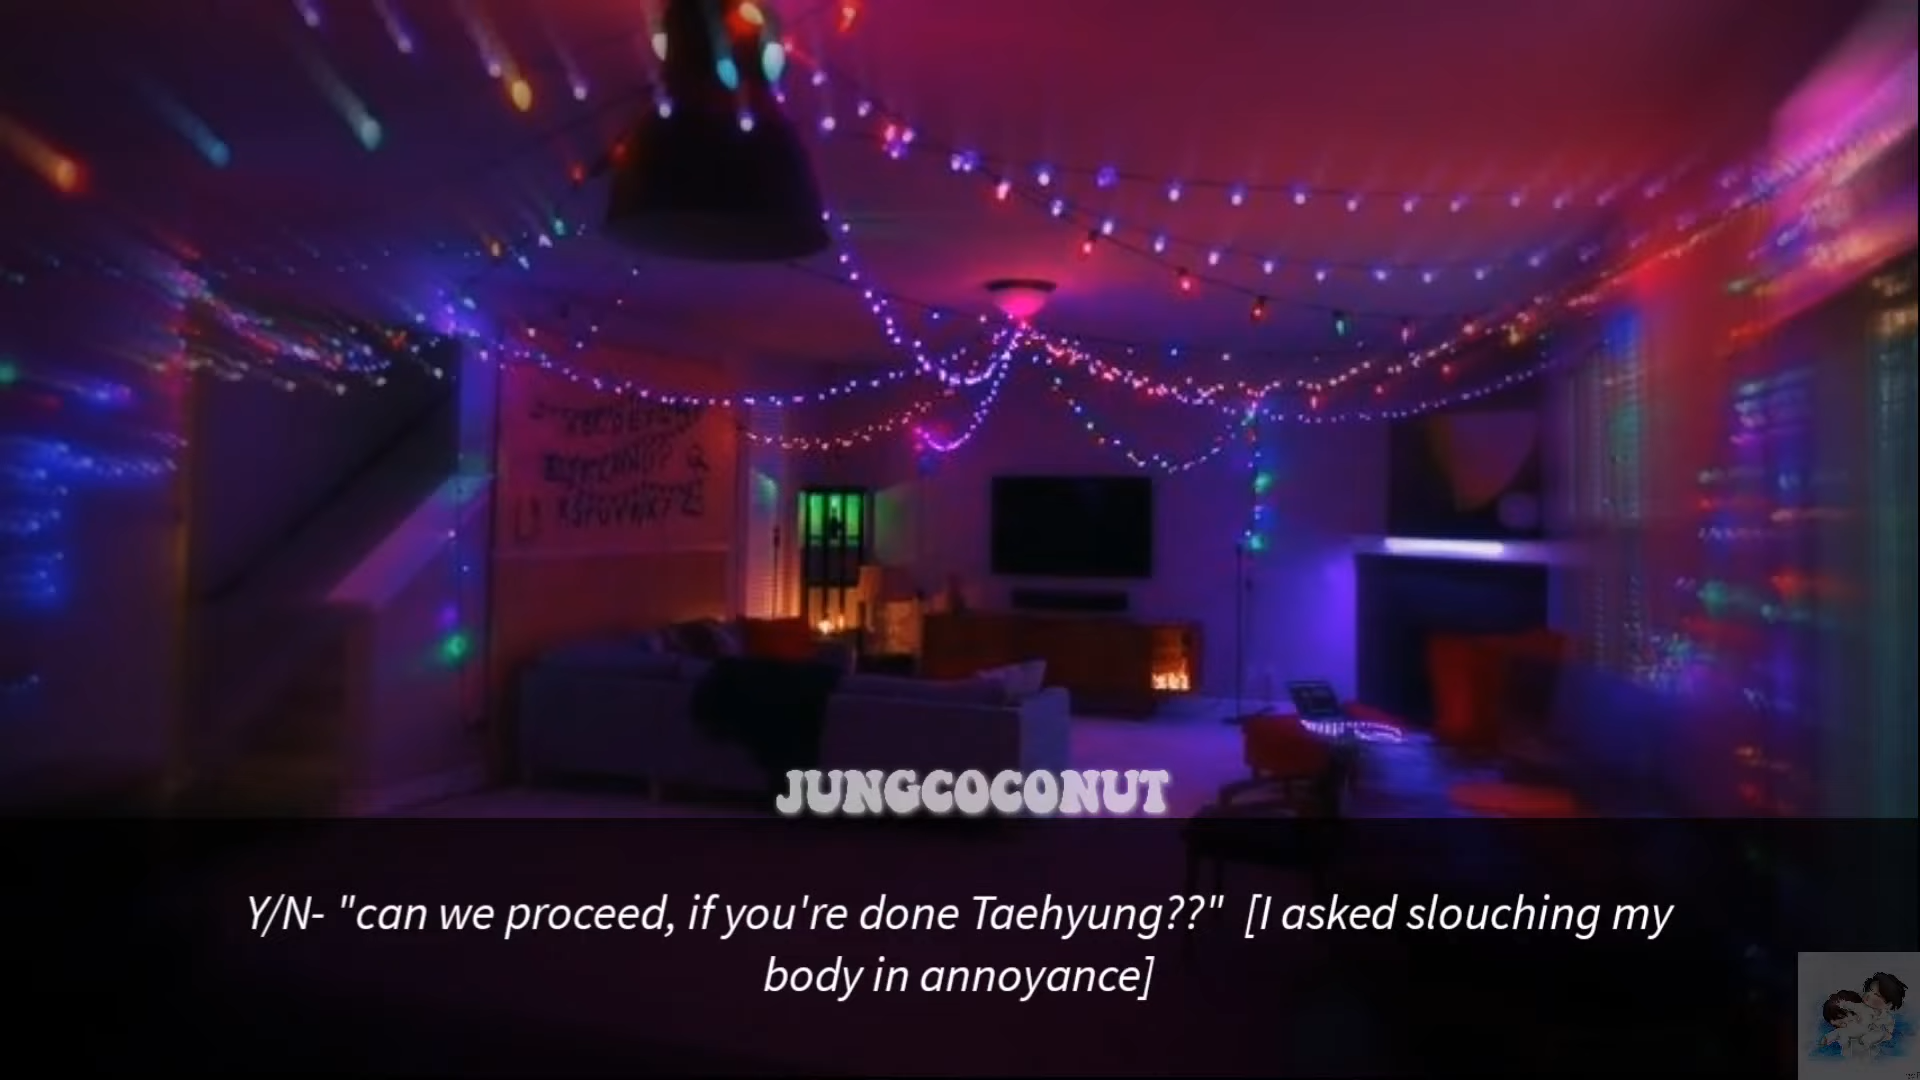 JUNGCOCONUT
Y/N- "can we proceed, if you're done Taehyung??" [I asked slouching my
body in annoyance]